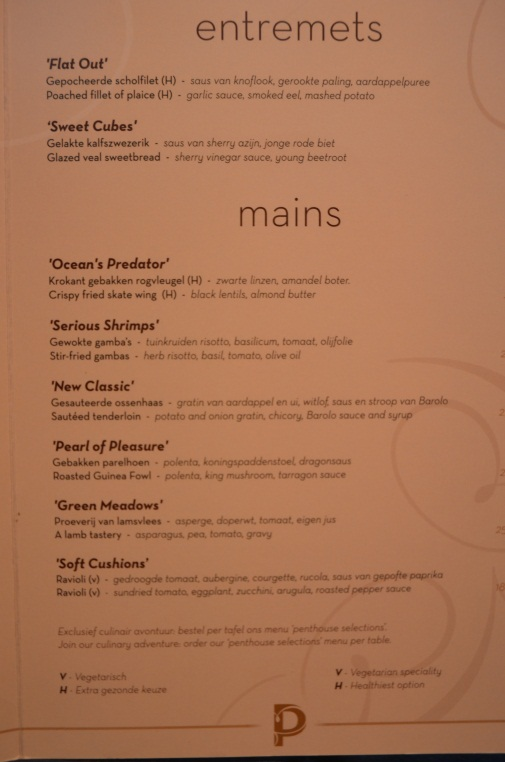 entremets
'Flat Out'
Gepocheerde scholfilet (H) - saus van knoflook, gerookte paling, aardappelpuree
Poached fillet of plaice (H) - garlic sauce, smoked eel, mashed potato
'Sweet Cubes'
Gelakte kalfszwezerik - saus van sherry azijn, jonge rode biet
Glazed veal sweetbread - sherry vinegar sauce, young beetroot
mains
'Ocean's Predator'
Krokant gebakken rogvleugel (H) - zwarte linzen, amandel boter.
Crispy fried skate wing (H) - black lentils, almond butter
'Serious Shrimps'
Gewokte gamba's - tuinkruiden risotto, basilicum, tomaat, olijfolie
Stir-fried gambas - herb risotto, basil, tomato, olive oil
'New Classic'
Gesauteerde ossenhaas - gratin van aardappel en ui, witlof, saus en stroop van Barolo
Sautéed tenderloin - potato and onion gratin, chicory, Barolo sauce and syrup
'Pearl of Pleasure'
Gebakken parelhoen - polenta, koningspaddenstoel, dragonsaus
Roasted Guinea Fowl - polenta, king mushroom, tarragon sauce
'Green Meadows'
Proeverij van lamsvlees - asperge, doperwt, tomaat, eigen jus
A lamb tastery - asparagus, pea, tomato, gravy
'Soft Cushions'
Ravioli (v) - gedroogde tomaat, aubergine, courgette, rucola, saus van gepofte paprika
Ravioli (v) - sundried tomato, eggplant, zucchini, arugula, roasted pepper sauce
Exclusief culinair avontuur: bestel per tafel ons menu 'penthouse selections'.
Join our culinary adventure: order our 'penthouse selections' menu per table.
V - Vegetarisch
H - Extra gezonde keuze
V - Vegetarian speciality
H - Healthiest option
P